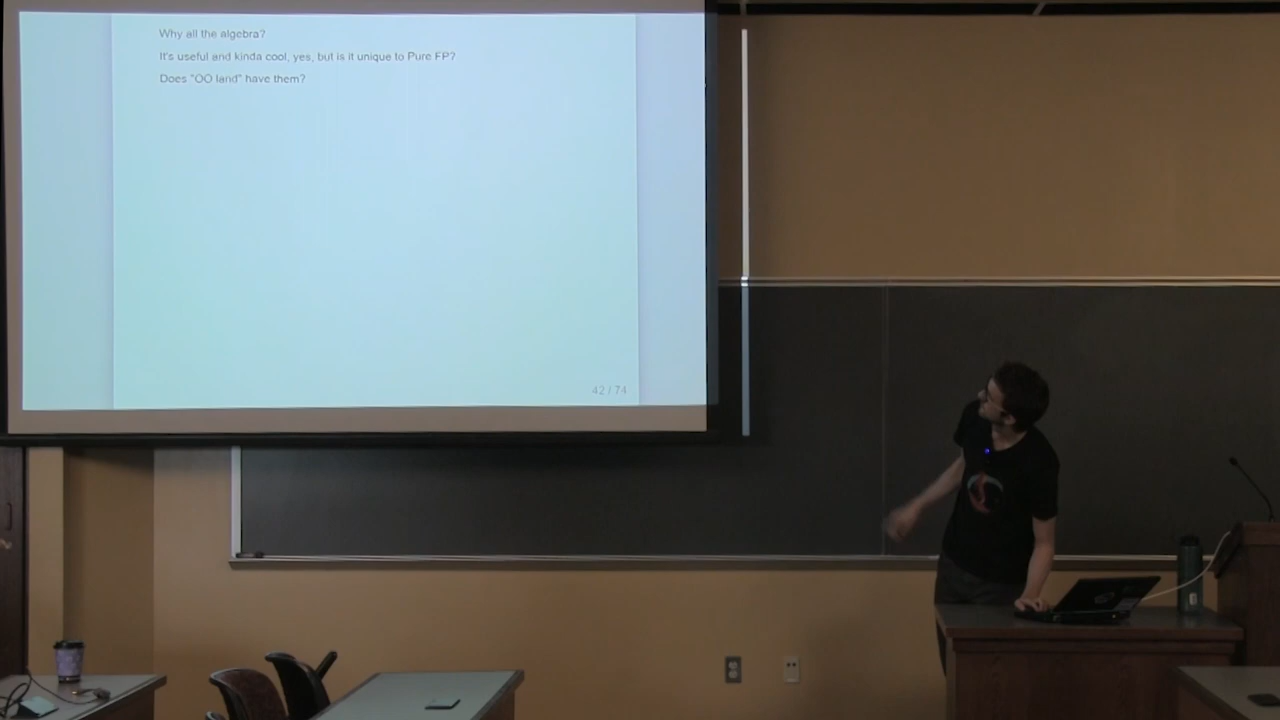 Why all the algebra?
It's useful and kinda cool, yes, but is it unique to Pure FP?
Does "OO land" have them?
42 / 74